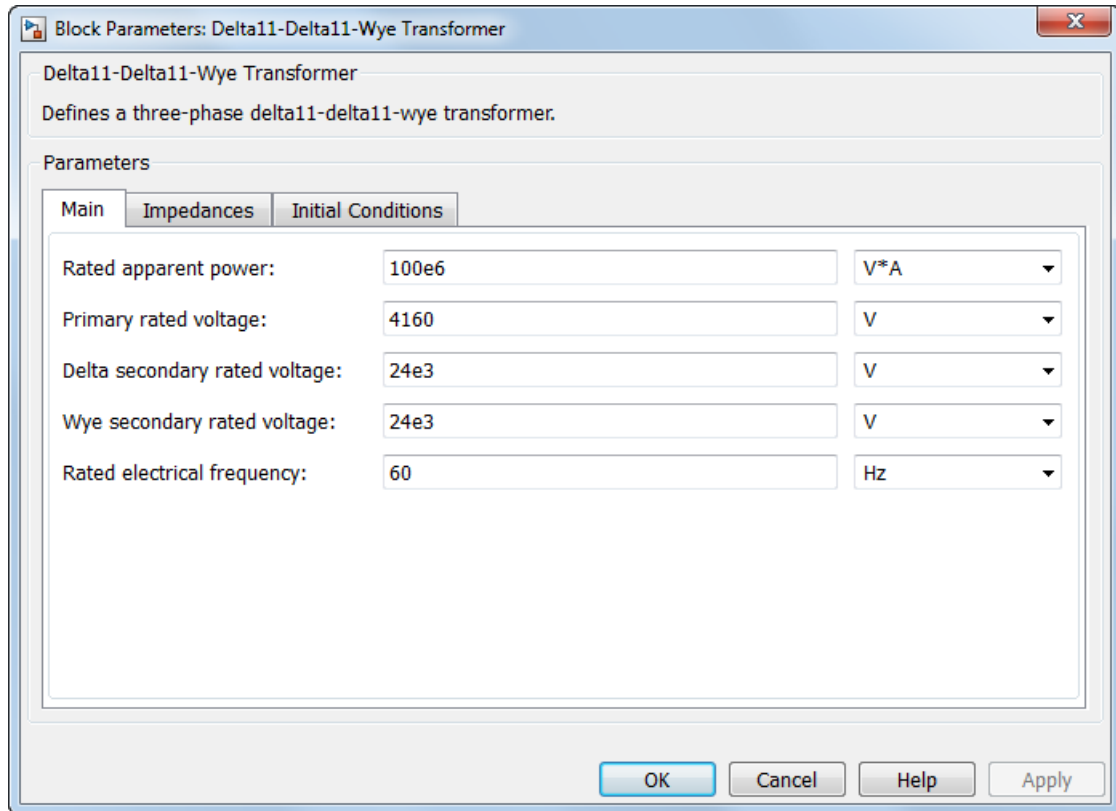 Block Parameters: Delta11-Delta11-Wye Transformer
Delta11-Delta11-Wye Transformer
Defines a three-phase delta11-delta11-wye transformer.
Parameters
Main Impedances Initial Conditions
Rated apparent power: 100e6 V*A
Primary rated voltage: 4160 V
Delta secondary rated voltage: 24e3 V
Wye secondary rated voltage: 24e3 V
Rated electrical frequency: 60 Hz
OK Cancel Help Apply